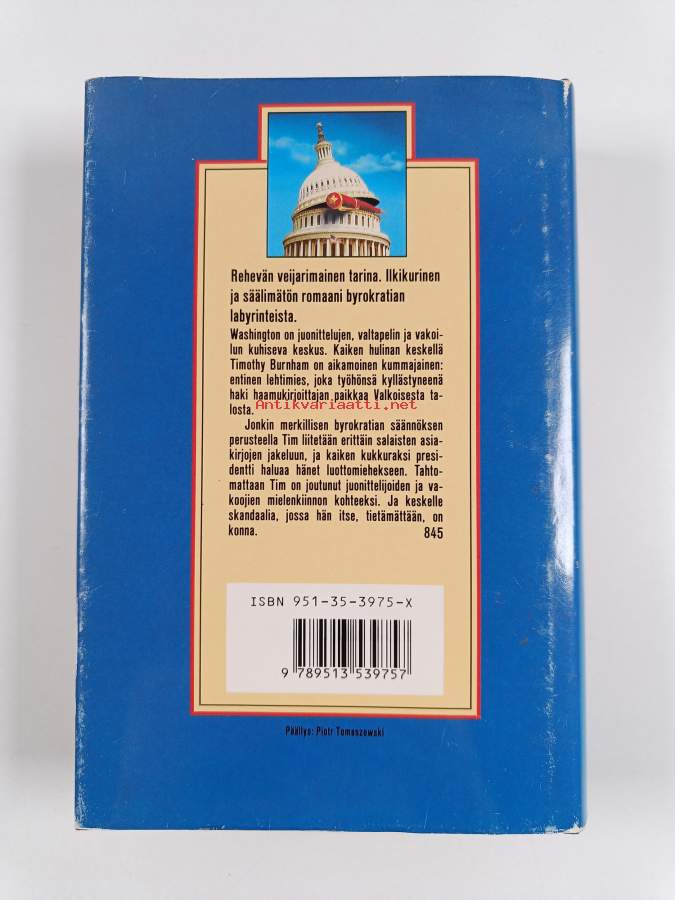 Rehevän veijarimainen tarina. Ilkikurinen
ja säälimätön romaani byrokratian
labyrinteista.
Washington on juonittelujen, valtapelin ja vakoi-
lun kuhiseva keskus. Kaiken hulinan keskellä
Timothy Burnham on aikamoinen kummajainen:
entinen lehtimies, joka työhönsä kyllästyneenä
haki haamukirjoittajan paikkaa Valkoisesta ta-
losta.
Antikvariaatti.net
Jonkin merkillisen byrokratian säännöksen
perusteella Tim liitetään erittäin salaisten asia-
kirjojen jakeluun, ja kaiken kukkuraksi presi-
dentti haluaa hänet luottomiehekseen. Tahto-
mattaan Tim on joutunut juonittelijoiden ja va-
koojien mielenkiinnon kohteeksi. Ja keskelle
skandaalia, jossa hän itse, tietämättään, on
konna. 845
ISBN 951-35-3975-X
9 789513 539757
Päällys: Piotr Tomaszewski